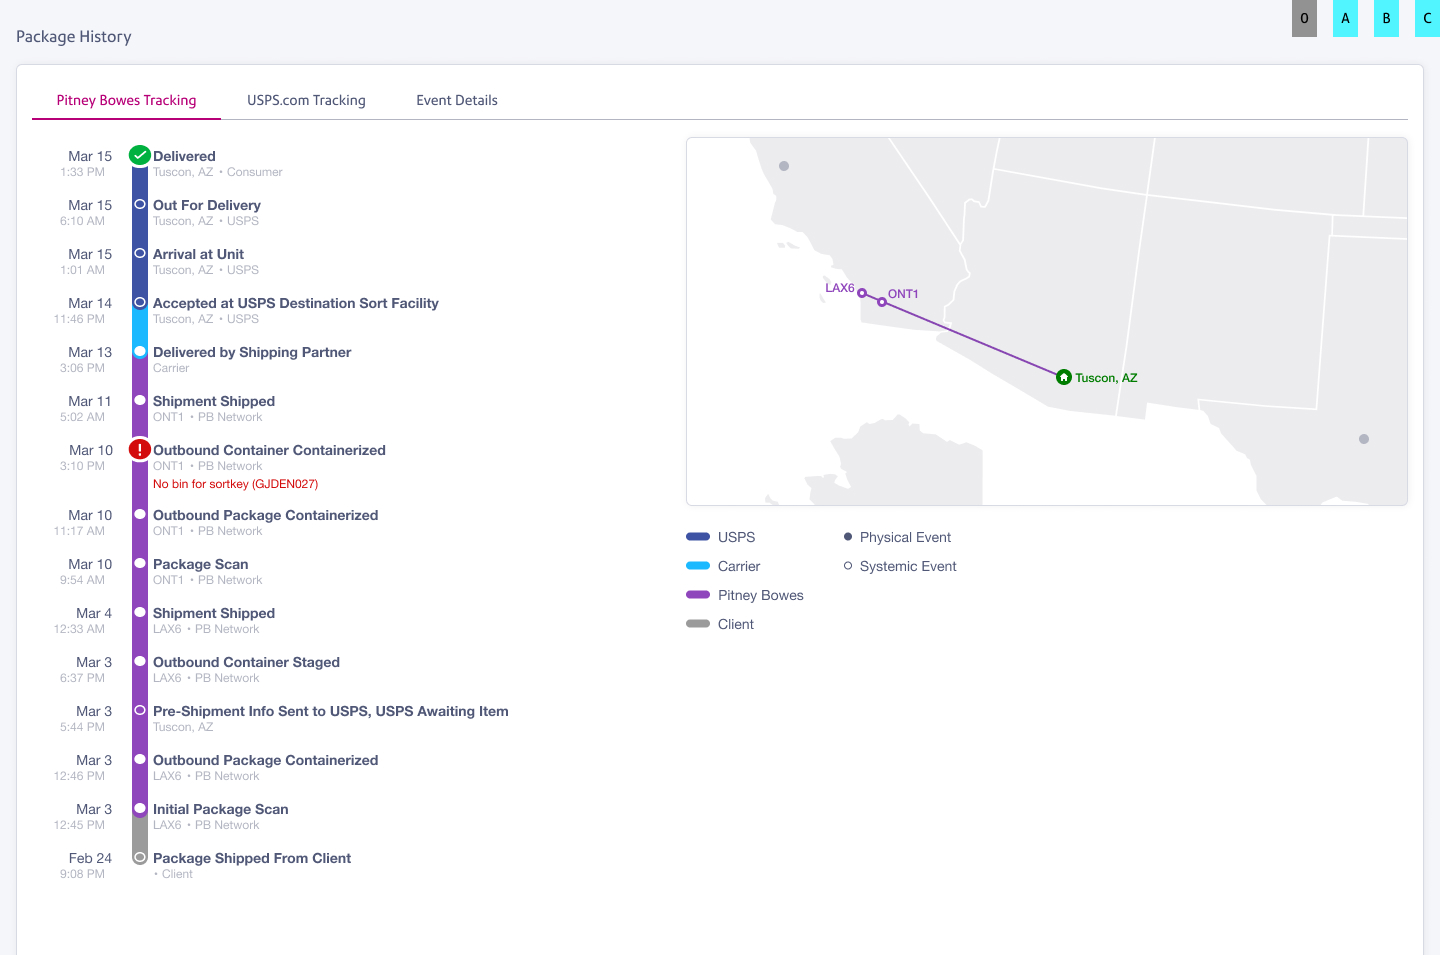 O A B C
Package History
Pitney Bowes Tracking USPS.com Tracking Event Details
Mar 15 Delivered
1:33 PM Tuscon, AZ • Consumer
Mar 15 Out For Delivery
6:10 AM Tuscon, AZ • USPS
Mar 15 Arrival at Unit
1:01 AM Tuscon, AZ • USPS
Mar 14 Accepted at USPS Destination Sort Facility
11:46 PM Tuscon, AZ • USPS
Mar 13 Delivered by Shipping Partner
3:06 PM Carrier
Mar 11 Shipment Shipped
5:02 AM ONT1 • PB Network
Mar 10 Outbound Container Containerized
3:10 PM ONT1 • PB Network
No bin for sortkey (GJDEN027)
Mar 10 Outbound Package Containerized
11:17 AM ONT1 • PB Network
Mar 10 Package Scan
9:54 AM ONT1 • PB Network
Mar 4 Shipment Shipped
12:33 AM LAX6 • PB Network
Mar 3 Outbound Container Staged
6:37 PM LAX6 • PB Network
Mar 3 Pre-Shipment Info Sent to USPS, USPS Awaiting Item
5:44 PM Tuscon, AZ
Mar 3 Outbound Package Containerized
12:46 PM LAX6 • PB Network
Mar 3 Initial Package Scan
12:45 PM LAX6 • PB Network
Feb 24 Package Shipped From Client
9:08 PM • Client
LAX6
ONT1
Tuscon, AZ
USPS
Carrier
Pitney Bowes
Client
Physical Event
Systemic Event